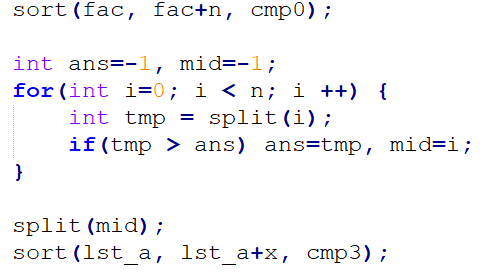 sort(fac, fac+n, cmp0);
int ans=-1, mid=-1;
for(int i=0; i < n; i ++) {
int tmp = split(i);
if(tmp > ans) ans=tmp, mid=i;
}
split(mid);
sort(lst_a, lst_a+x, cmp3);